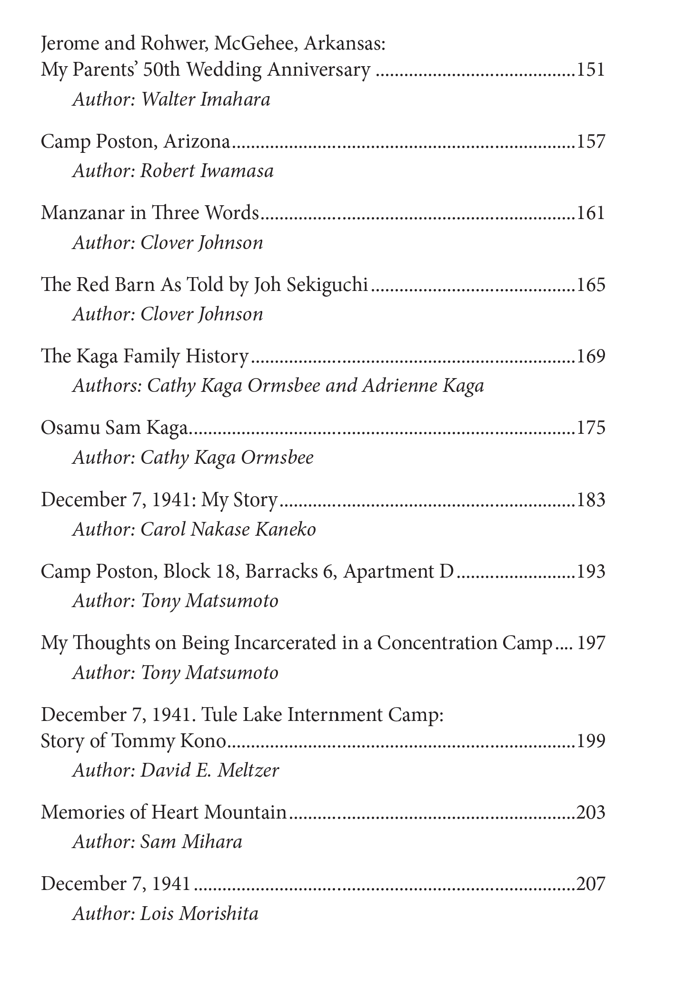 Jerome and Rohwer, McGehee, Arkansas:
My Parents’ 50th Wedding Anniversary ..........................................151
Author: Walter Imahara
Camp Poston, Arizona........................................................................157
Author: Robert Iwamasa
Manzanar in Three Words..................................................................161
Author: Clover Johnson
The Red Barn As Told by Joh Sekiguchi ...........................................165
Author: Clover Johnson
The Kaga Family History ....................................................................169
Authors: Cathy Kaga Ormsbee and Adrienne Kaga
Osamu Sam Kaga.................................................................................175
Author: Cathy Kaga Ormsbee
December 7, 1941: My Story ..............................................................183
Author: Carol Nakase Kaneko
Camp Poston, Block 18, Barracks 6, Apartment D .........................193
Author: Tony Matsumoto
My Thoughts on Being Incarcerated in a Concentration Camp .... 197
Author: Tony Matsumoto
December 7, 1941. Tule Lake Internment Camp:
Story of Tommy Kono.........................................................................199
Author: David E. Meltzer
Memories of Heart Mountain ............................................................203
Author: Sam Mihara
December 7, 1941 ................................................................................207
Author: Lois Morishita